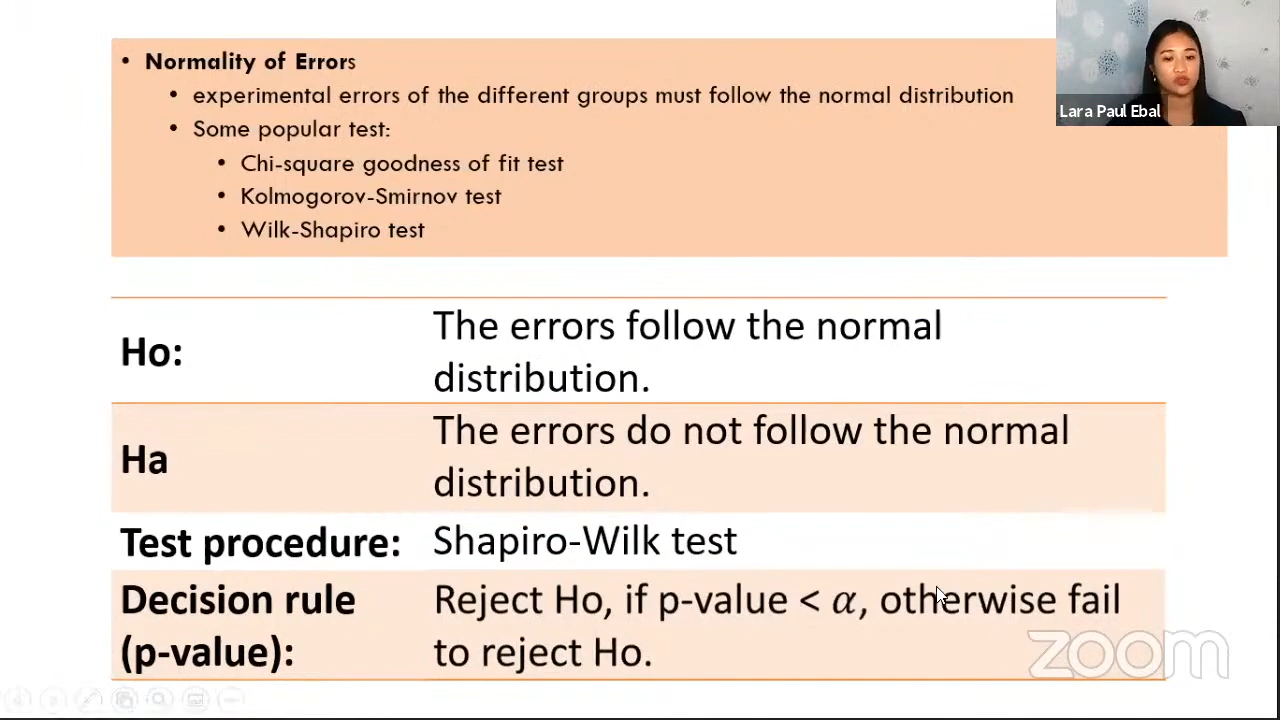 • Normality of Errors
• experimental errors of the different groups must follow the normal distribution
• Some popular test:
• Chi-square goodness of fit test
• Kolmogorov-Smirnov test
• Wilk-Shapiro test
Lara Paul Ebal
Ho:
The errors follow the normal
distribution.
Ha
The errors do not follow the normal
distribution.
Test procedure:
Shapiro-Wilk test
Decision rule
(p-value):
Reject Ho, if p-value < α, otherwise fail
to reject Ho.
zoom